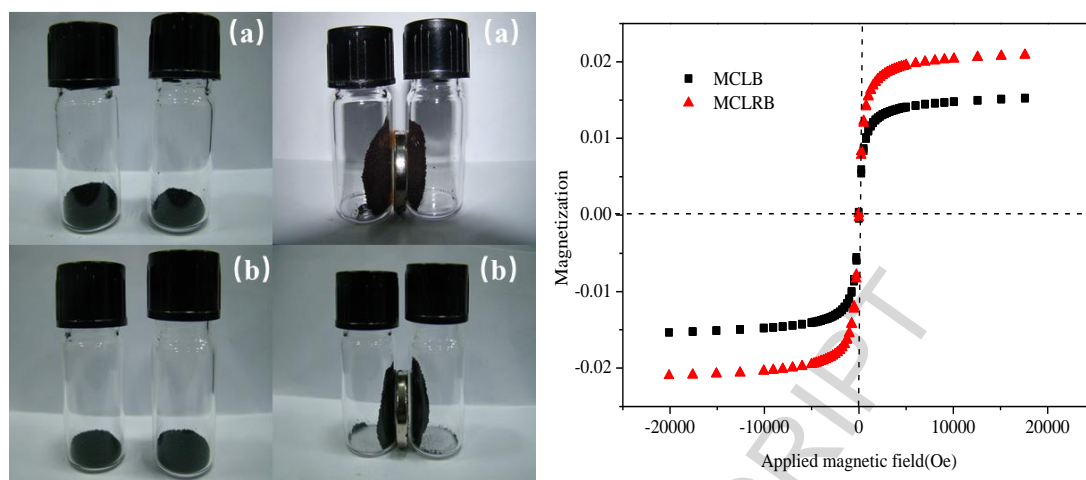 (a)
(a)
(b)
(b)
0.02
0.01
0.00
-0.01
-0.02
Magnetization
MCLB
MCLRB
-20000
-10000
0
10000
20000
Applied magnetic field(Oe)
RIPT